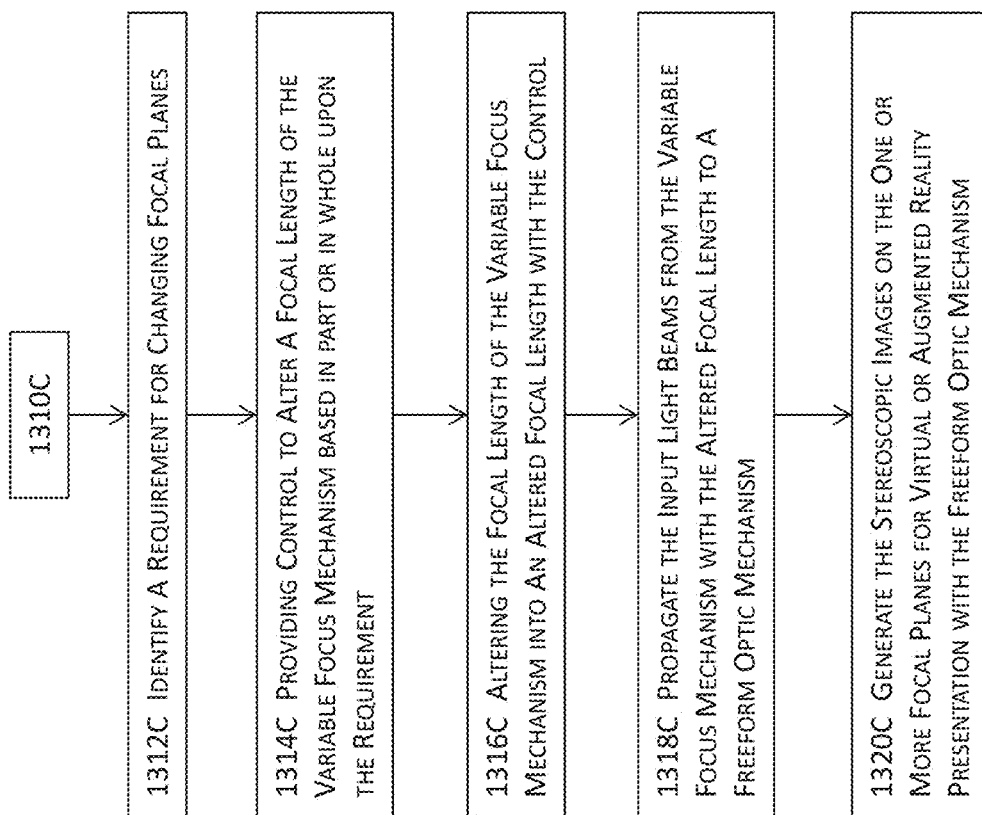 1310C
1312C IDENTIFY A REQUIREMENT FOR CHANGING FOCAL PLANES
1314C PROVIDING CONTROL TO ALTER A FOCAL LENGTH OF THE
VARIABLE FOCUS MECHANISM BASED IN PART OR IN WHOLE UPON
THE REQUIREMENT
1316C ALTERING THE FOCAL LENGTH OF THE VARIABLE FOCUS
MECHANISM INTO AN ALTERED FOCAL LENGTH WITH THE CONTROL
1318C PROPAGATE THE INPUT LIGHT BEAMS FROM THE VARIABLE
FOCUS MECHANISM WITH THE ALTERED FOCAL LENGTH TO A
FREEFORM OPTIC MECHANISM
1320C GENERATE THE STEREOSCOPIC IMAGES ON THE ONE OR
MORE FOCAL PLANES FOR VIRTUAL OR AUGMENTED REALITY
PRESENTATION WITH THE FREEFORM OPTIC MECHANISM